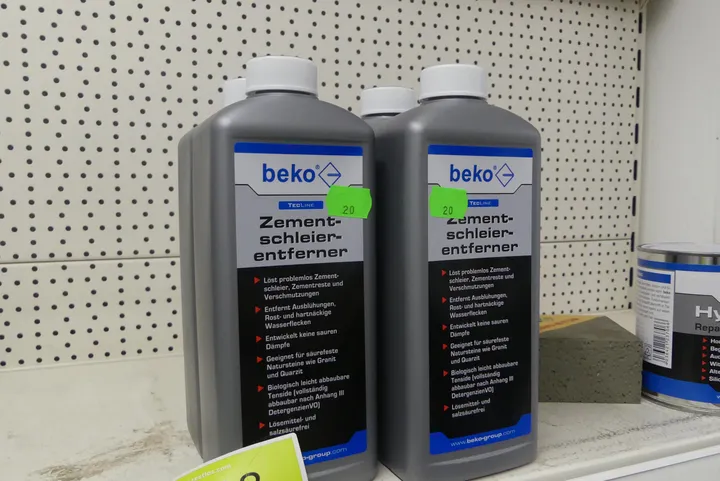 beko®
TecLine
20
Zement-
schleier-
entferner
Löst problemlos Zement-
schleier, Zementreste und
Verschmutzungen
Entfernt Ausblühungen,
Rost- und hartnäckige
Wasserflecken
Entwickelt keine sauren
Dämpfe
Geeignet für säurefeste
Natursteine wie Granit
und Quarzit
Biologisch leicht abbaubare
Tenside (vollständig
abbaubar nach Anhang III
DetergenzienVO)
Lösemittel- und
salzsäurefrei
beko-group.com
beko®
TecLine
20
Zement-
schleier-
entferner
Löst problemlos Zement-
schleier, Zementreste und
Verschmutzungen
Entfernt Ausblühungen,
Rost- und hartnäckige
Wasserflecken
Entwickelt keine sauren
Dämpfe
Geeignet für säurefeste
Natursteine wie Granit
und Quarzit
Biologisch leicht abbaubare
Tenside (vollständig
abbaubar nach Anhang III
DetergenzienVO)
Lösemittel- und
salzsäurefrei
www.beko-group.com
Hy
Repa